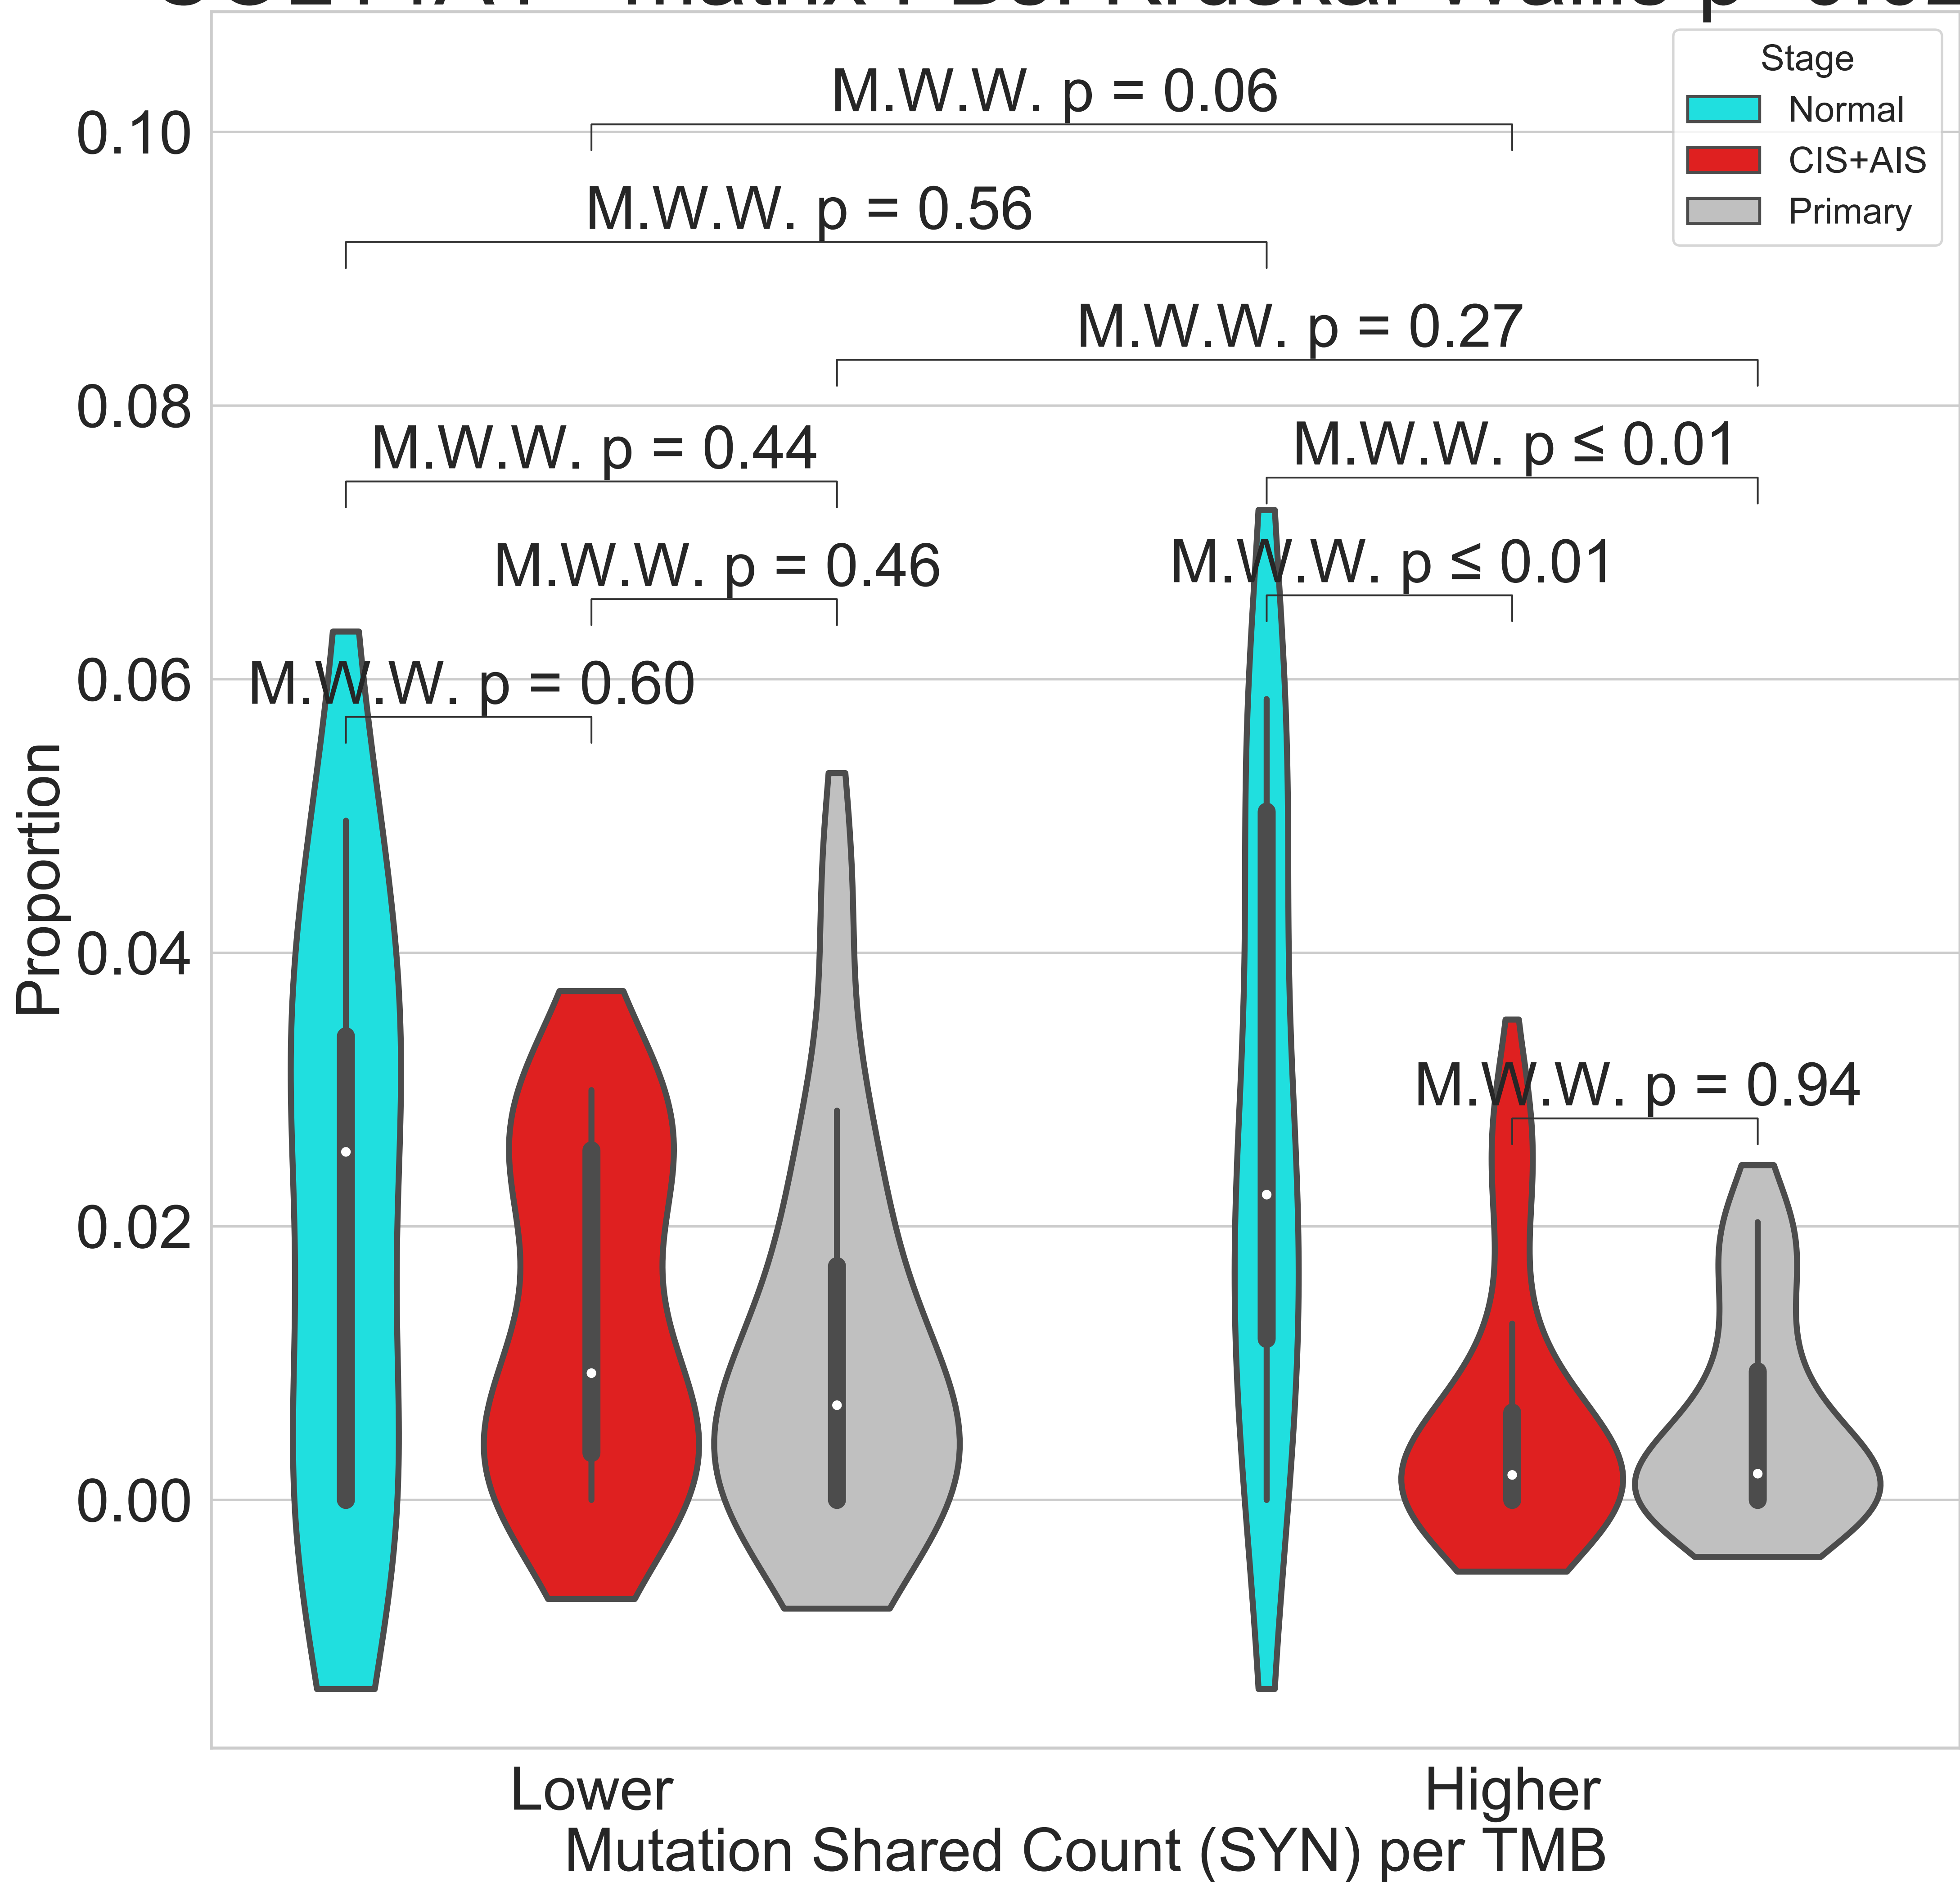 Stage
Normal
CIS+AIS
Primary
M.W.W. p = 0.06
M.W.W. p = 0.56
M.W.W. p = 0.27
M.W.W. p = 0.44
M.W.W. p ≤ 0.01
M.W.W. p = 0.46
M.W.W. p ≤ 0.01
M.W.W. p = 0.60
M.W.W. p = 0.94
0.10
0.08
0.06
0.04
0.02
0.00
Proportion
Lower
Higher
Mutation Shared Count (SYN) per TMB